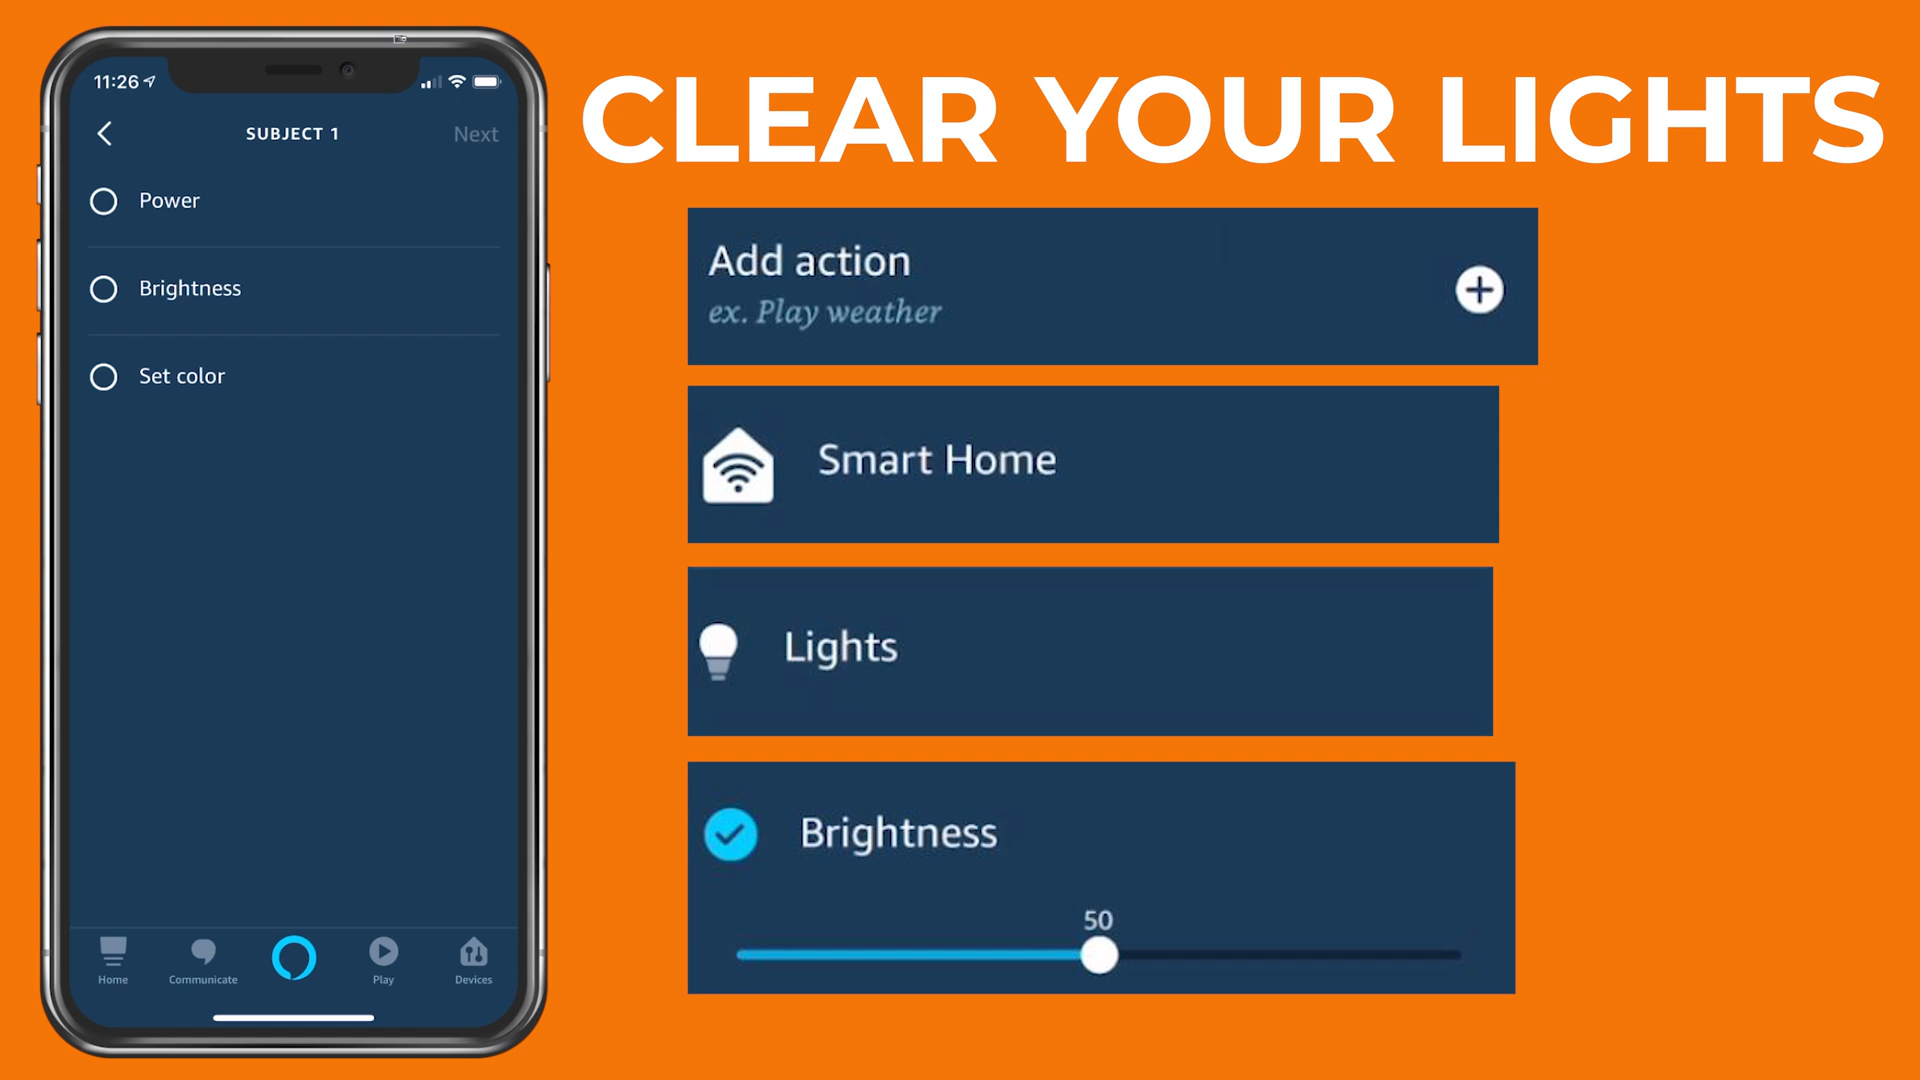 11:26
SUBJECT 1
Next
Power
Brightness
Set color
Home
Communicate
Play
Devices
CLEAR YOUR LIGHTS
Add action
ex. Play weather
Smart Home
Lights
Brightness
50